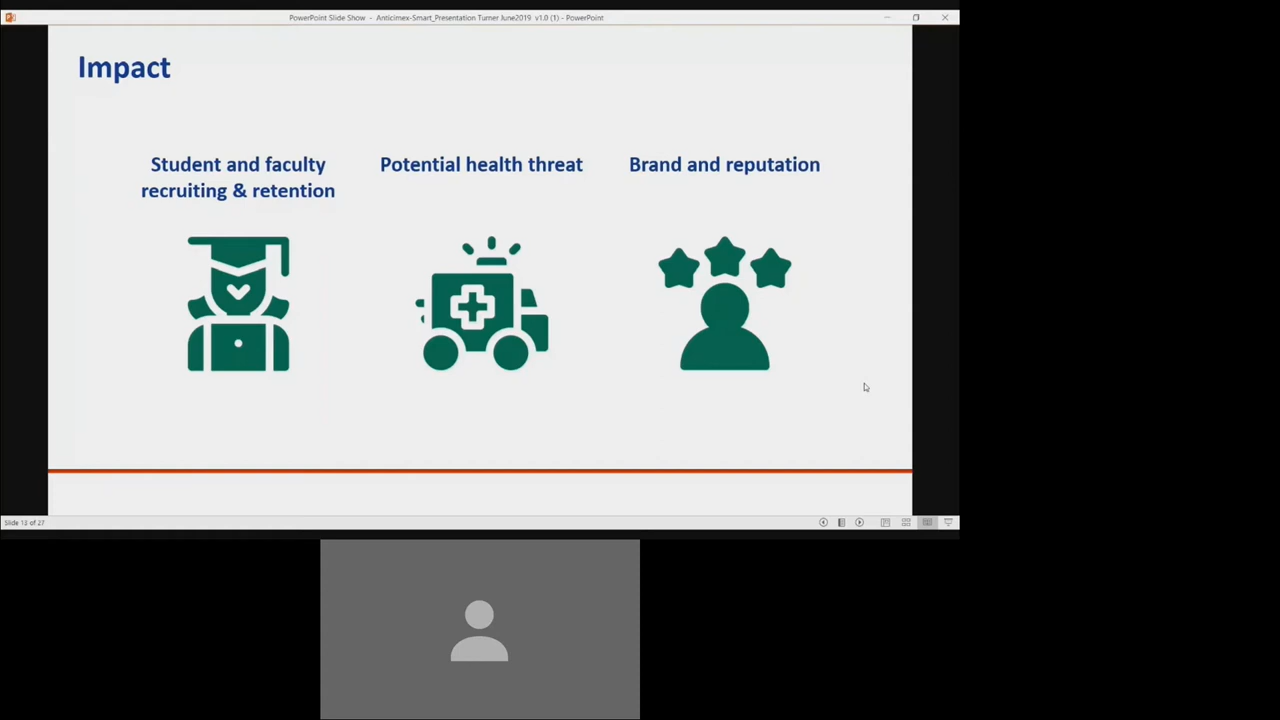 PowerPoint Slide Show - Anticimex-Smart_Presentation Turner June2019 v1.0 (1) - PowerPoint
Impact
Student and faculty
recruiting & retention
Potential health threat
Brand and reputation
Slide 13 of 27